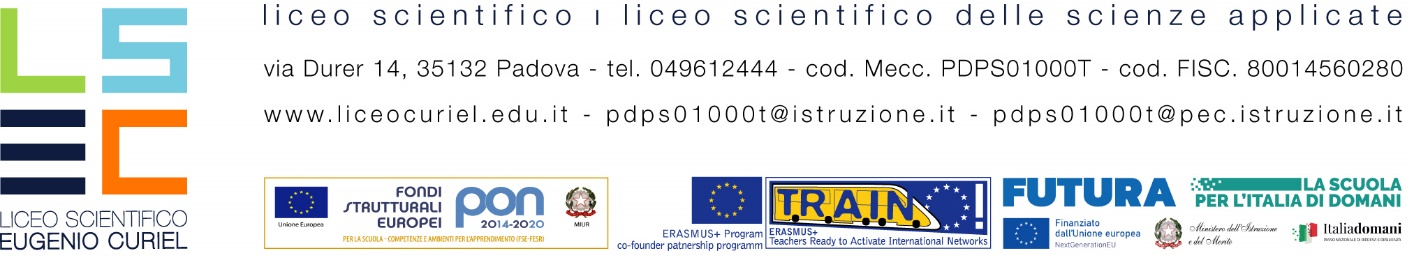 liceo scientifico ı liceo scientifico delle scienze applicate
via Durer 14, 35132 Padova - tel. 049612444 - cod. Mecc. PDPS01000T - cod. FISC. 80014560280
www.liceocuriel.edu.it - pdps01000t@istruzione.it - pdps01000t@pec.istruzione.it
LS
EC
LICEO SCIENTIFICO
EUGENIO CURIEL
Unione Europea
FONDI
STRUTTURALI
EUROPEI
pon
2014-2020
MIUR
PER LA SCUOLA - COMPETENZE E AMBIENTI PER L'APPRENDIMENTO (FSE-FESR)
ERASMUS+ Program
co-founder patnership programm
TRAIN!
ERASMUS+
Teachers Ready to Activate International Networks
FUTURA
LA SCUOLA
PER L'ITALIA DI DOMANI
Finanziato
dall'Unione europea
NextGenerationEU
Ministero dell'Istruzione
e del Merito
Italiadomani